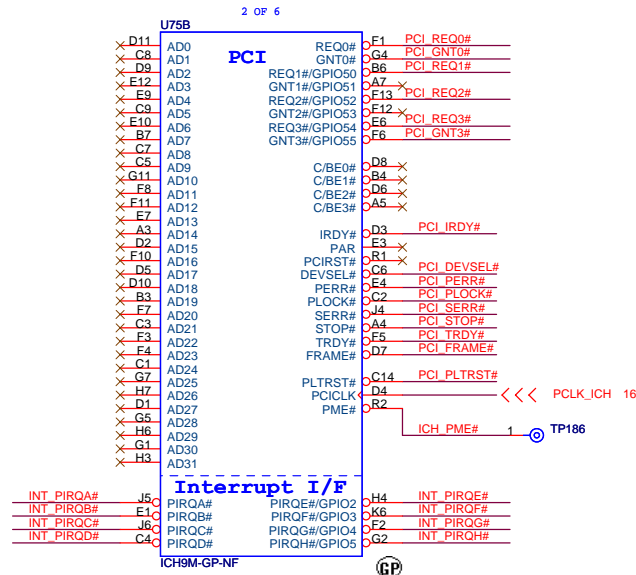 2 OF 6
U75B
PCI
D11 AD0 REQ0# F1 PCI_REQ0#
C8 AD1 GNT0# G4 PCI_GNT0#
D9 AD2 REQ1#/GPIO50 B6 PCI_REQ1#
E12 AD3 GNT1#/GPIO51 A7
E9 AD4 REQ2#/GPIO52 F13 PCI_REQ2#
C9 AD5 GNT2#/GPIO53 F12
E10 AD6 REQ3#/GPIO54 E6 PCI_REQ3#
B7 AD7 GNT3#/GPIO55 F6 PCI_GNT3#
C7 AD8
C5 AD9 C/BE0# D8
G11 AD10 C/BE1# B4
F8 AD11 C/BE2# D6
F11 AD12 C/BE3# A5
E7 AD13
A3 AD14 IRDY# D3 PCI_IRDY#
D2 AD15 PAR E3
F10 AD16 PCIRST# R1
D5 AD17 DEVSEL# C6 PCI_DEVSEL#
D10 AD18 PERR# E4 PCI_PERR#
B3 AD19 PLOCK# C2 PCI_PLOCK#
F7 AD20 SERR# J4 PCI_SERR#
C3 AD21 STOP# A4 PCI_STOP#
F3 AD22 TRDY# F5 PCI_TRDY#
F4 AD23 FRAME# D7 PCI_FRAME#
C1 AD24
G7 AD25 PLTRST# C14 PCI_PLTRST#
H7 AD26 PCICLK D4 PCLK_ICH 16
D1 AD27 PME# R2
G5 AD28
H6 AD29 ICH_PME# 1 TP186
G1 AD30
H3 AD31
Interrupt I/F
INT_PIRQA# J5 PIRQA# PIRQE#/GPIO2 H4 INT_PIRQE#
INT_PIRQB# E1 PIRQB# PIRQF#/GPIO3 K6 INT_PIRQF#
INT_PIRQC# J6 PIRQC# PIRQG#/GPIO4 F2 INT_PIRQG#
INT_PIRQD# C4 PIRQD# PIRQH#/GPIO5 G2 INT_PIRQH#
ICH9M-GP-NF
GP